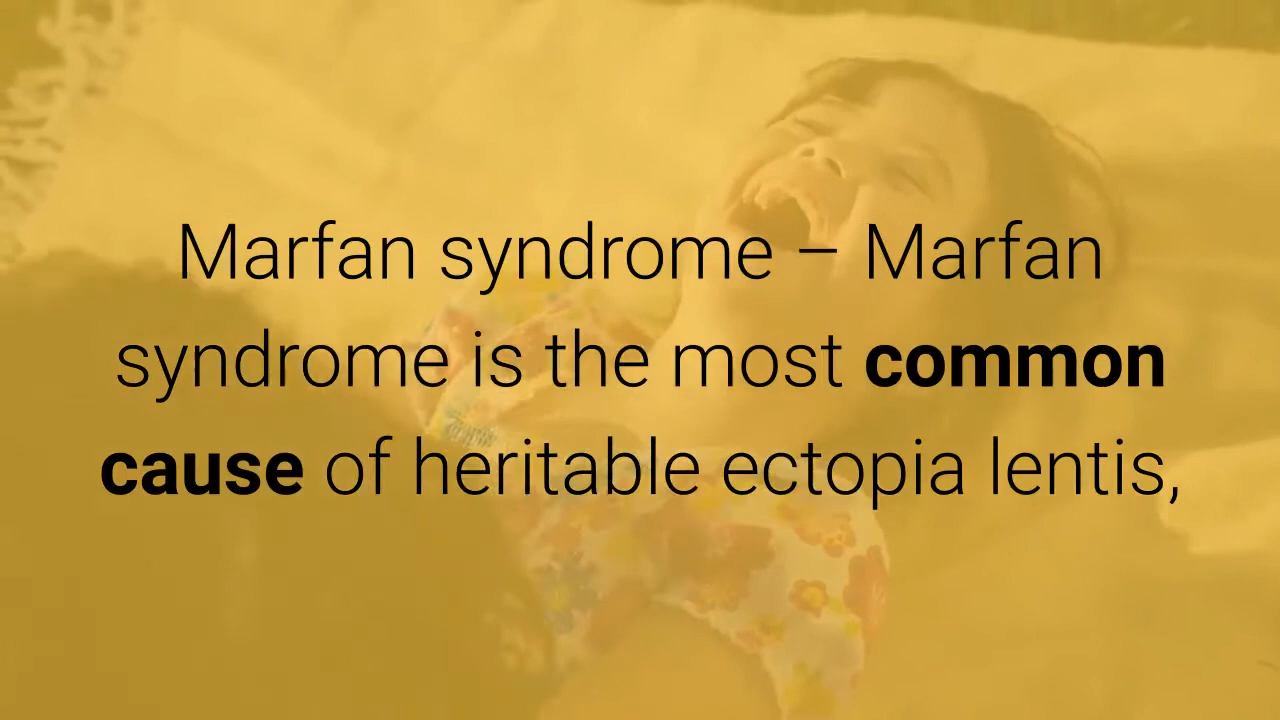 Marfan syndrome – Marfan
syndrome is the most common
cause of heritable ectopia lentis,